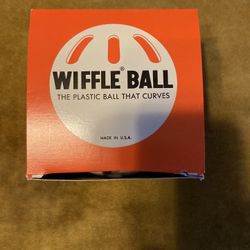 WIFFLE® BALL
THE PLASTIC BALL THAT CURVES
MADE IN U.S.A.